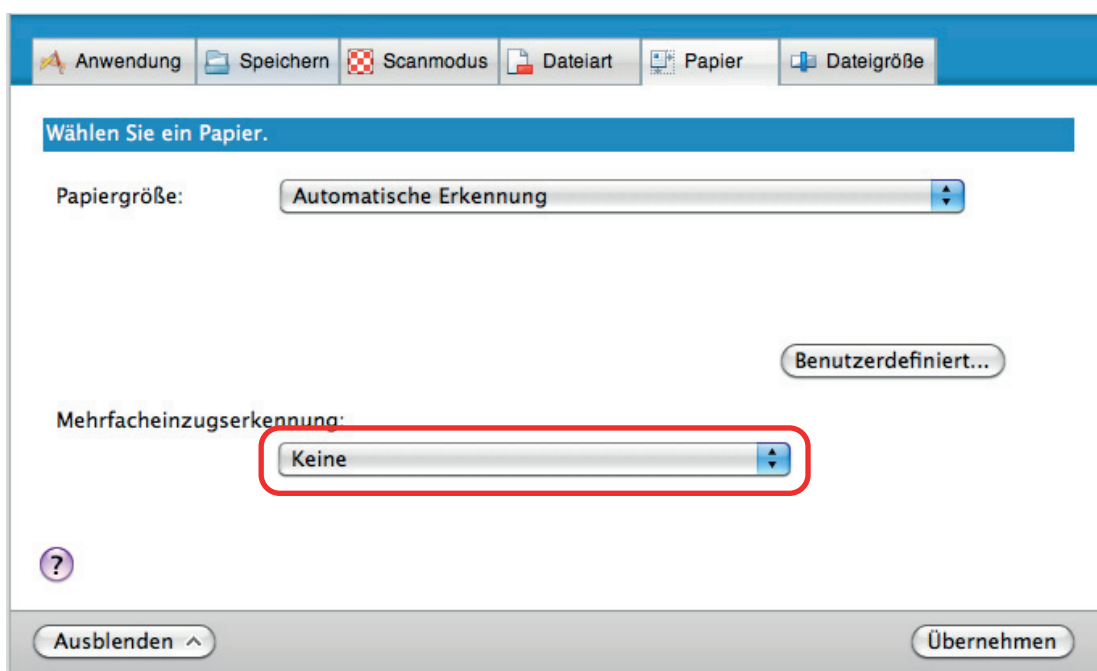 Anwendung Speichern Scanmodus Dateiart Papier Dateigröße
Wählen Sie ein Papier.
Papiergröße: Automatische Erkennung
Benutzerdefiniert...
Mehrfacheinzugserkennung:
Keine
?
Ausblenden Übernehmen